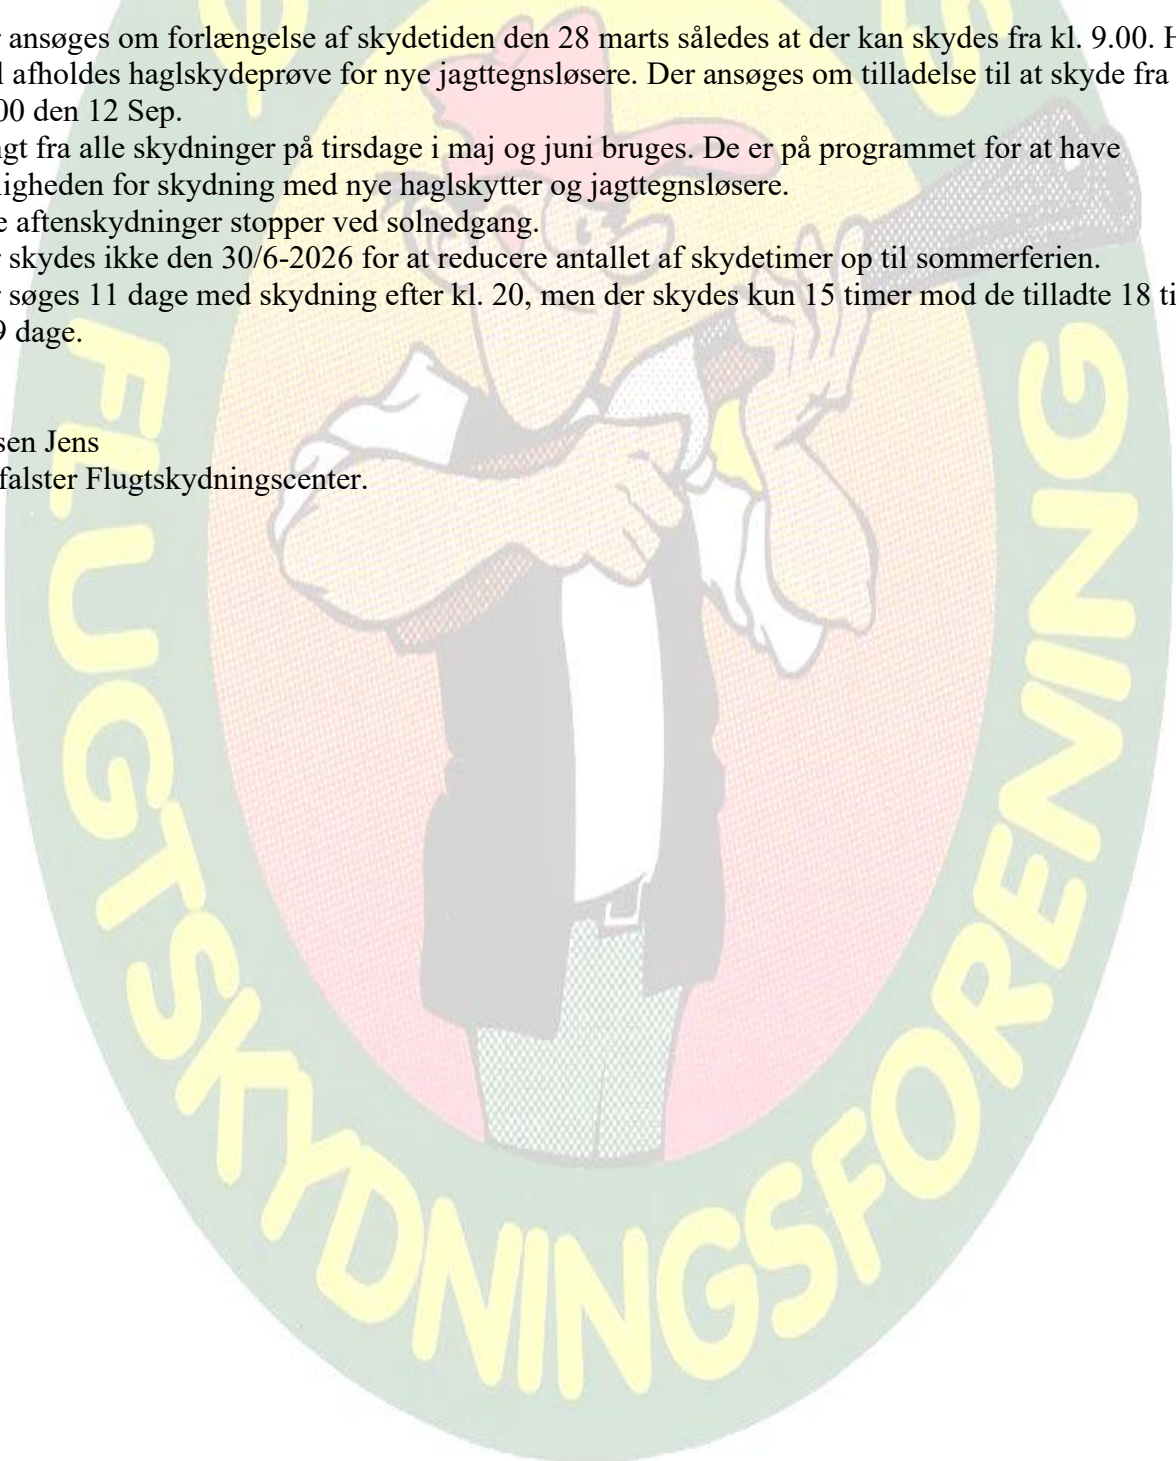 ansøges om forlængelse af skydetiden den 28 marts således at der kan skydes fra kl. 9.00.
afholdes haglskydeprøve for nye jagttegnsløsere. Der ansøges om tilladelse til at skyde fra
00 den 12 Sep.
fra alle skydninger på tirsdage i maj og juni bruges. De er på programmet for at have
ligheden for skydning med nye haglskytter og jagttegnsløsere.
aftenskydninger stopper ved solnedgang.
skydes ikke den 30/6-2026 for at reducere antallet af skydetimer op til sommerferien.
søges 11 dage med skydning efter kl. 20, men der skydes kun 15 timer mod de tilladte 18
9 dage.
sen Jens
falster Flugtskydningscenter.
FLUGTSKYDNINGSFORENING